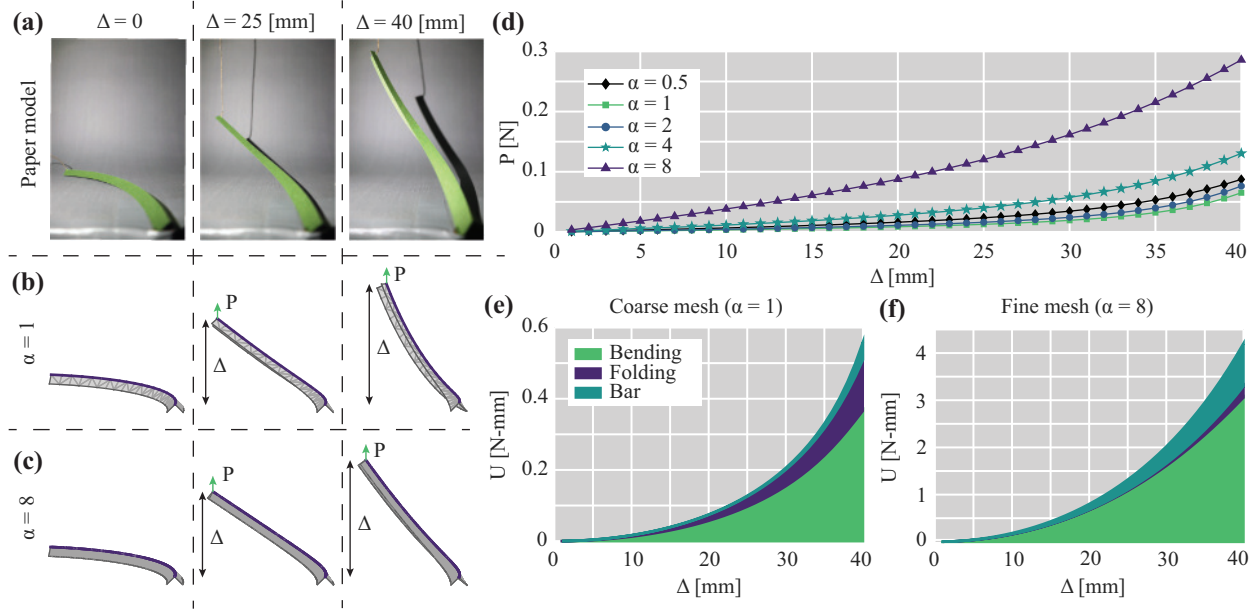 (a)
Δ = 0
Δ = 25 [mm]
Δ = 40 [mm]
Paper model
(b)
α = 1
P
Δ
P
Δ
(c)
α = 8
P
Δ
P
Δ
(d)
0.3
0.2
0.1
0
P [N]
α = 0.5
α = 1
α = 2
α = 4
α = 8
0 5 10 15 20 25 30 35 40
Δ [mm]
(e)
Coarse mesh (α = 1)
0.6
0.4
0.2
0
U [N-mm]
Bending
Folding
Bar
0 10 20 30 40
Δ [mm]
(f)
Fine mesh (α = 8)
4
3
2
1
0
U [N-mm]
0 10 20 30 40
Δ [mm]